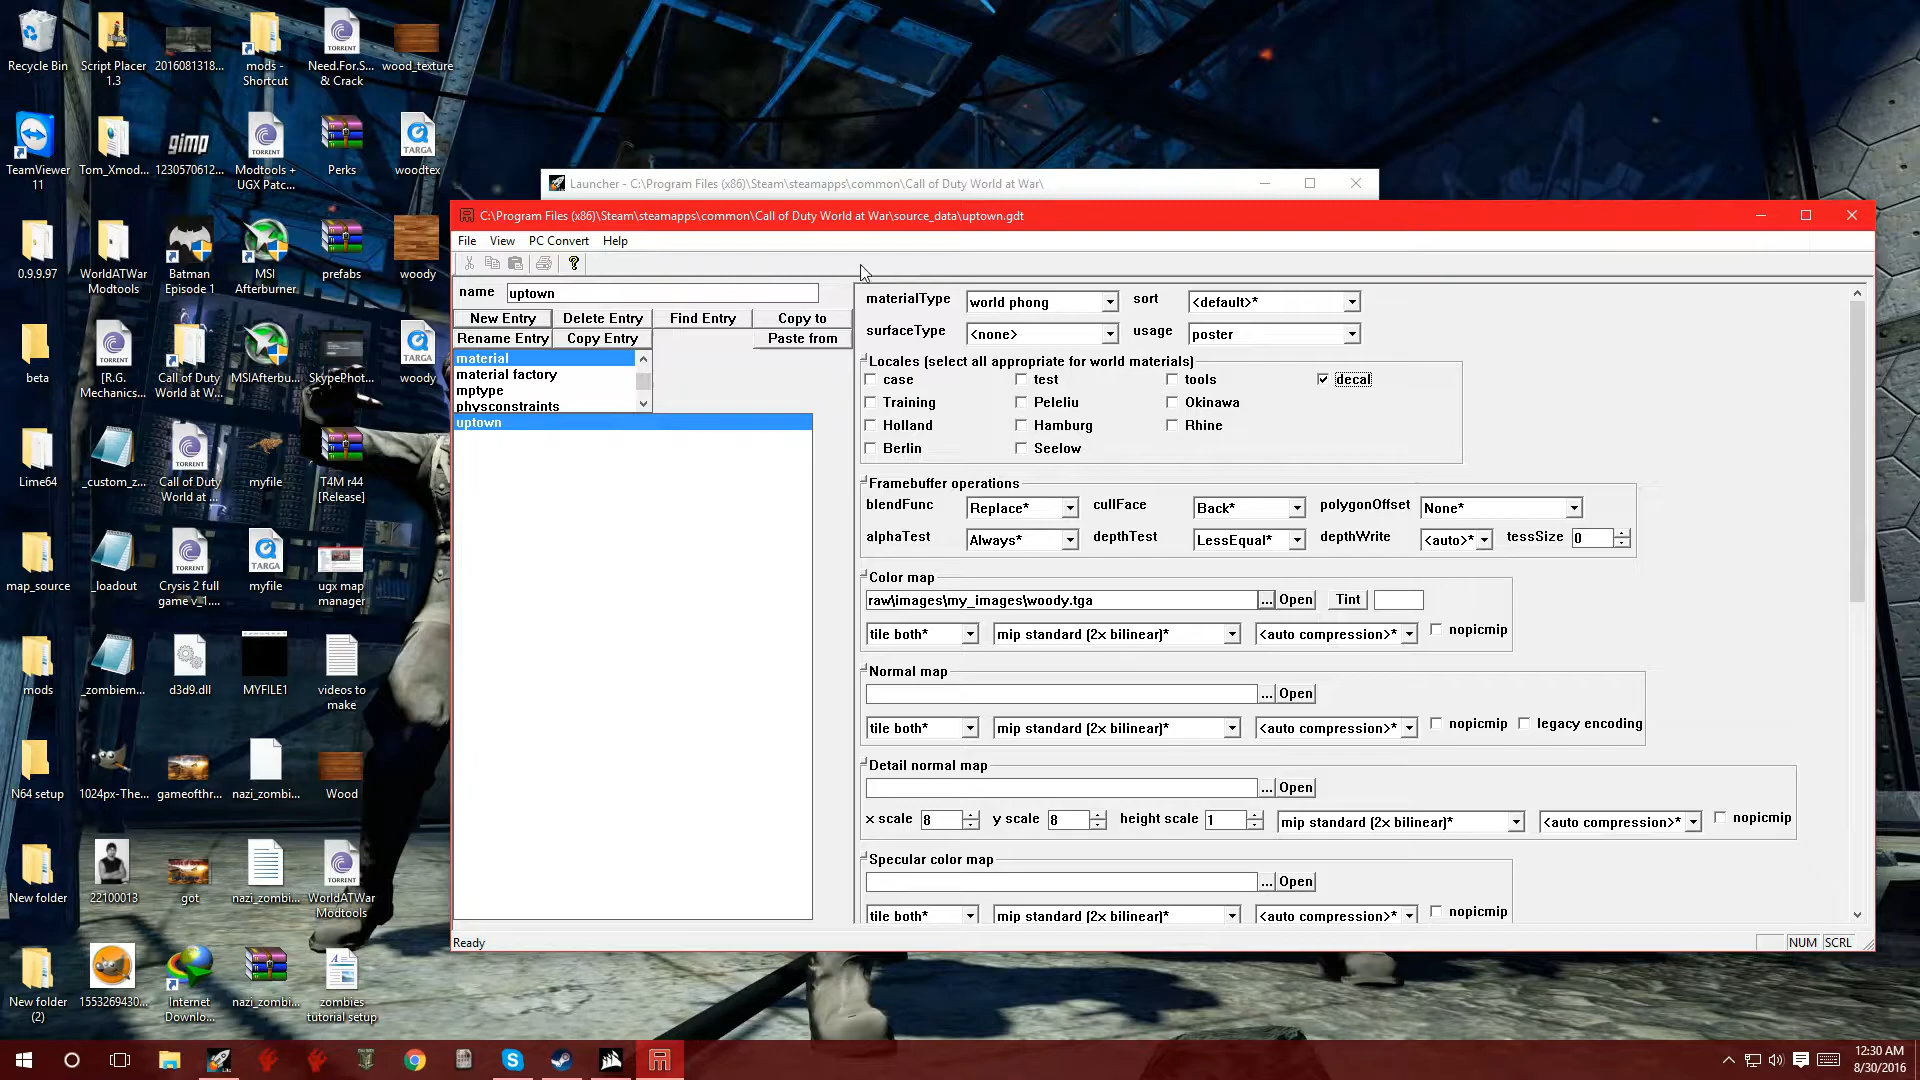 Recycle Bin
Script Placer
1.3
2016081318...
mods -
Shortcut
Need.For.S...
& Crack
wood_texture
TORRENT
TeamViewer
11
Tom_Xmod...
gimp
1230570612...
TORRENT
Modtools +
UGX Patc...
Perks
TARGA
woodtex
0.9.9.97
WorldATWar
Modtools
Batman
Episode 1
MSI
Afterburner
prefabs
woody
beta
TORRENT
[R.G.
Mechanics...
Call of Duty
World at W...
MSIAfterbu...
SkypePhot...
TARGA
woody
Lime64
_custom_z...
TORRENT
Call of Duty
World at ...
myfile
T4M r44
[Release]
map_source
_loadout
TORRENT
Crysis 2 full
game v_1....
TARGA
myfile
ugx map
manager
mods
_zombiem...
d3d9.dll
MYFILE1
videos to
make
N64 setup
1024px-The...
gameofthr...
nazi_zombi...
Wood
New folder
22100013
got
nazi_zombi...
TORRENT
WorldATWar
Modtools
New folder
(2)
1553269430...
Internet
Downlo...
nazi_zombi...
zombies
tutorial setup
Launcher - C:\Program Files (x86)\Steam\steamapps\common\Call of Duty World at War\
C:\Program Files (x86)\Steam\steamapps\common\Call of Duty World at War\source_data\uptown.gdt
File View PC Convert Help
name uptown
New Entry Delete Entry Find Entry Copy to
Rename Entry Copy Entry Paste from
material
material factory
mptype
physconstraints
uptown
materialType world phong sort <default>*
surfaceType <none> usage poster
Locales (select all appropriate for world materials)
case test tools decal
Training Peleliu Okinawa
Holland Hamburg Rhine
Berlin Seelow
Framebuffer operations
blendFunc Replace* cullFace Back* polygonOffset None*
alphaTest Always* depthTest LessEqual* depthWrite <auto>* tessSize 0
Color map
raw\images\my_images\woody.tga ... Open Tint
tile both* mip standard (2x bilinear)* <auto compression>* nopicmip
Normal map
... Open
tile both* mip standard (2x bilinear)* <auto compression>* nopicmip legacy encoding
Detail normal map
... Open
x scale 8 y scale 8 height scale 1 mip standard (2x bilinear)* <auto compression>* nopicmip
Specular color map
... Open
tile both* mip standard (2x bilinear)* <auto compression>* nopicmip
Ready
NUM SCRL
12:30 AM
8/30/2016